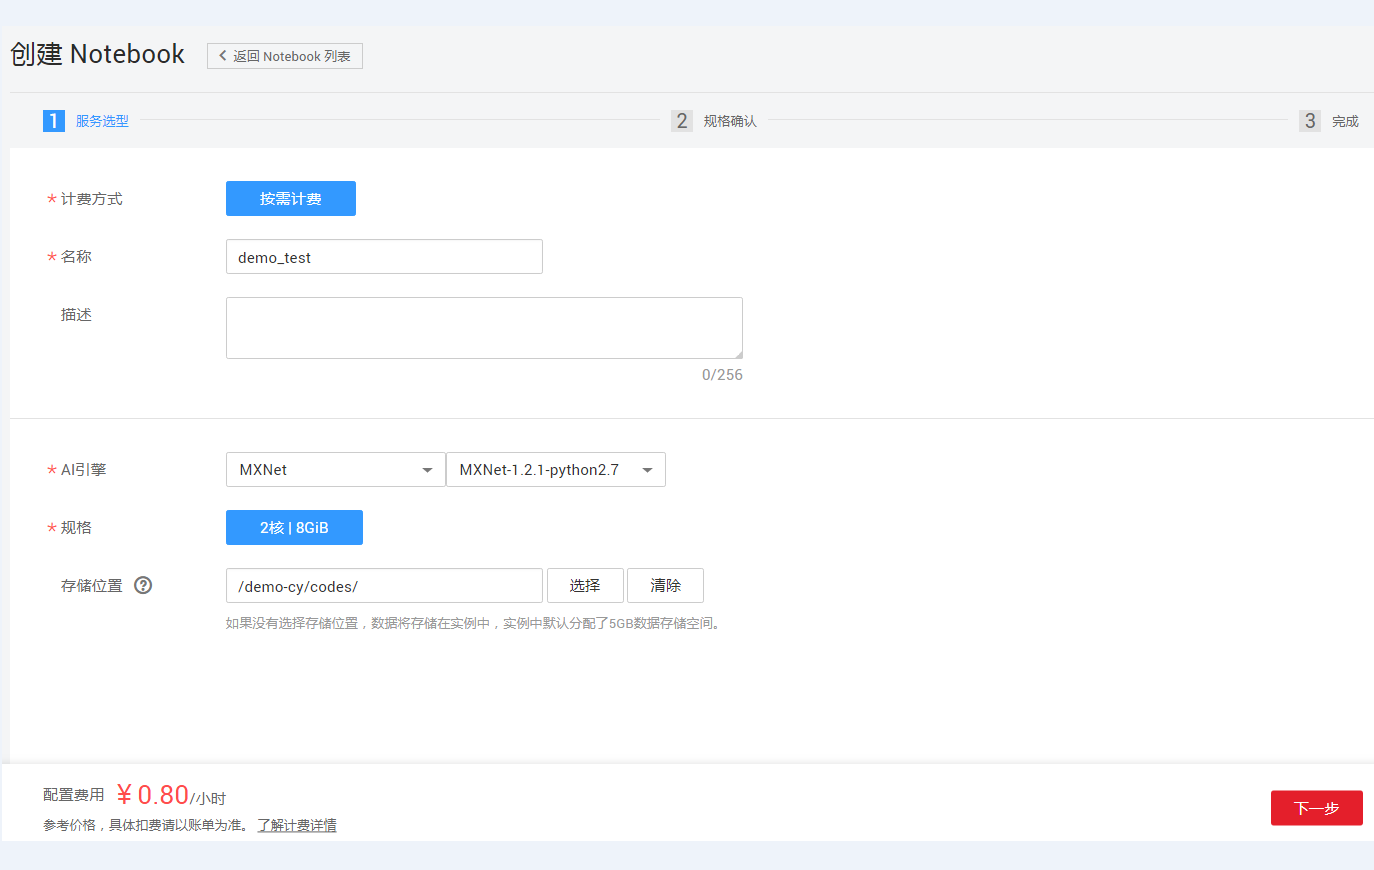 创建 Notebook
返回 Notebook 列表
1 服务选型
2 规格确认
3 完成
* 计费方式 按需计费
* 名称 demo_test
描述
0/256
* AI引擎 MXNet MXNet-1.2.1-python2.7
* 规格 2核 | 8GiB
存储位置 ? /demo-cy/codes/ 选择 清除
如果没有选择存储位置，数据将存储在实例中，实例中默认分配了5GB数据存储空间。
配置费用 ¥ 0.80/小时
参考价格，具体扣费请以账单为准。 了解计费详情
下一步